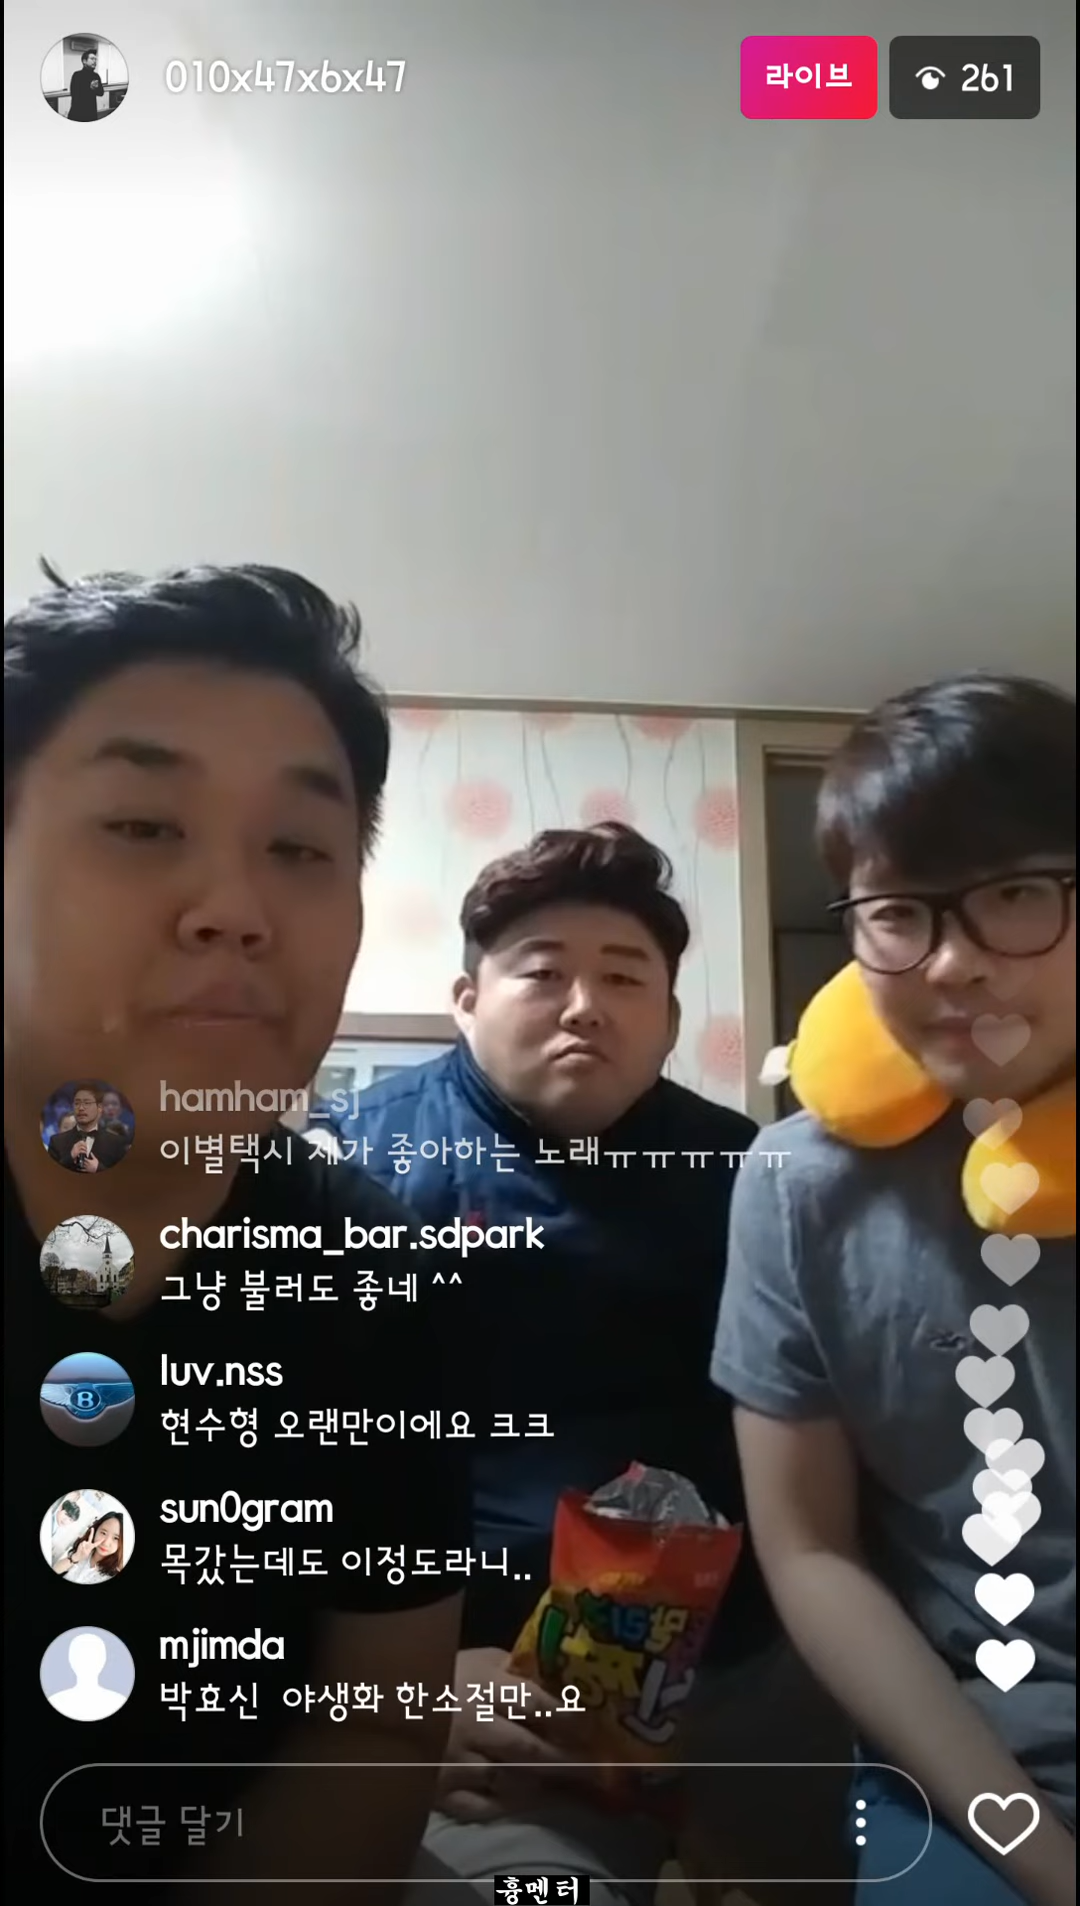 010x47x6x47
라이브
261
hamham_sj
이별택시 제가 좋아하는 노래ㅠㅠㅠㅠㅠ
charisma_bar.sdpark
그냥 불러도 좋네 ^^
luv.nss
현수형 오랜만이에요 크크
sun0gram
목갔는데도 이정도라니..
mjimda
박효신  야생화 한소절만..요
댓글 달기
흉멘터